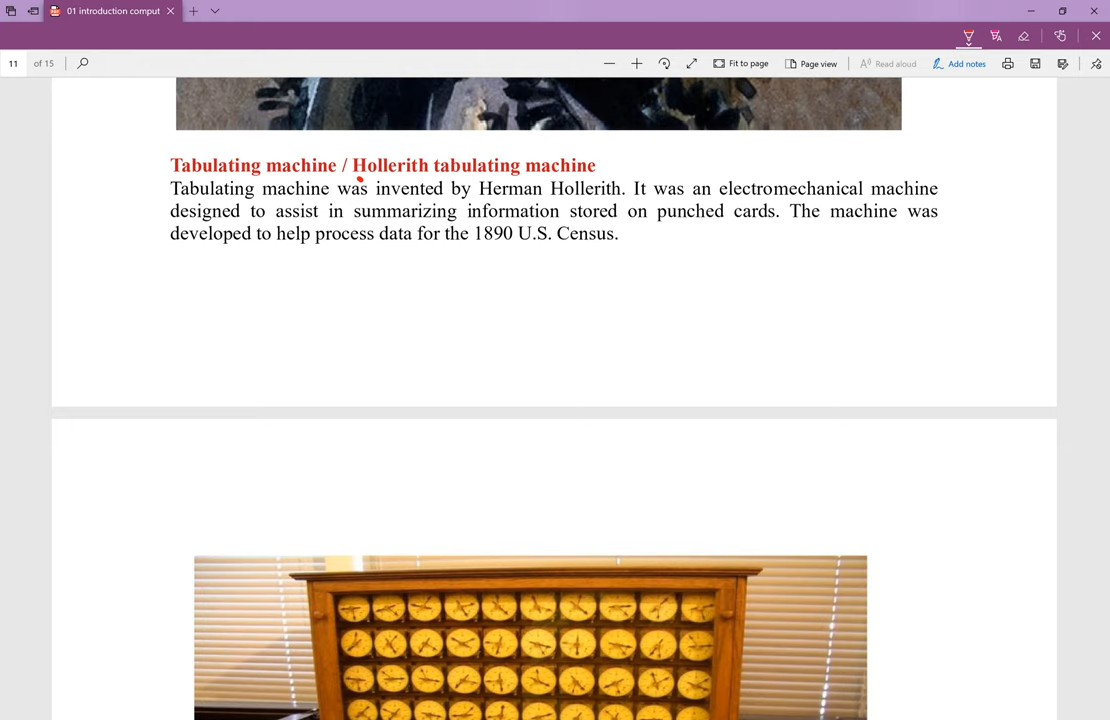 01 introduction comput
11 of 15
Fit to page
Page view
Read aloud
Add notes
Tabulating machine / Hollerith tabulating machine
Tabulating machine was invented by Herman Hollerith. It was an electromechanical machine
designed to assist in summarizing information stored on punched cards. The machine was
developed to help process data for the 1890 U.S. Census.